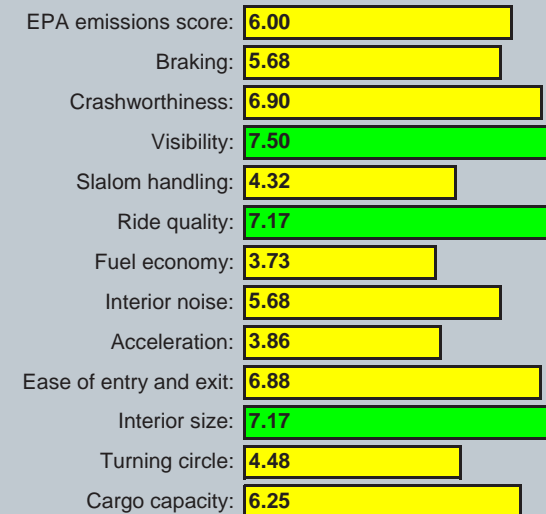 EPA emissions score: 6.00
Braking: 5.68
Crashworthiness: 6.90
Visibility: 7.50
Slalom handling: 4.32
Ride quality: 7.17
Fuel economy: 3.73
Interior noise: 5.68
Acceleration: 3.86
Ease of entry and exit: 6.88
Interior size: 7.17
Turning circle: 4.48
Cargo capacity: 6.25